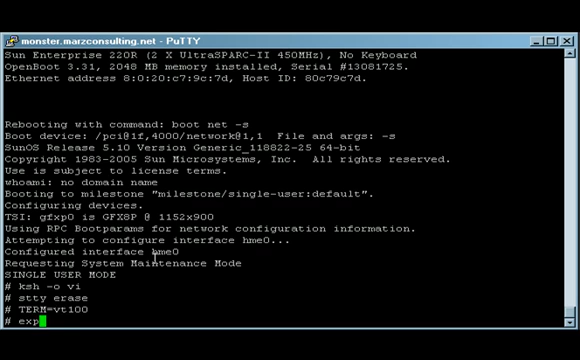 monster.marzconsulting.net - PuTTY
Sun Enterprise 220R (2 X UltraSPARC-II 450MHz), No Keyboard
OpenBoot 3.31, 2048 MB memory installed, Serial #13081725.
Ethernet address 8:0:20:c7:9c:7d, Host ID: 80c79c7d.
Rebooting with command: boot net -s
Boot device: /pci@1f,4000/network@1,1  File and args: -s
SunOS Release 5.10 Version Generic_118822-25 64-bit
Copyright 1983-2005 Sun Microsystems, Inc.  All rights reserved.
Use is subject to license terms.
whoami: no domain name
Booting to milestone "milestone/single-user:default".
Configuring devices.
TSI: gfxp0 is GFX8P @ 1152x900
Using RPC Bootparams for network configuration information.
Attempting to configure interface hme0...
Configured interface hme0
Requesting System Maintenance Mode
SINGLE USER MODE
# ksh -o vi
# stty erase
# TERM=vt100
# exp